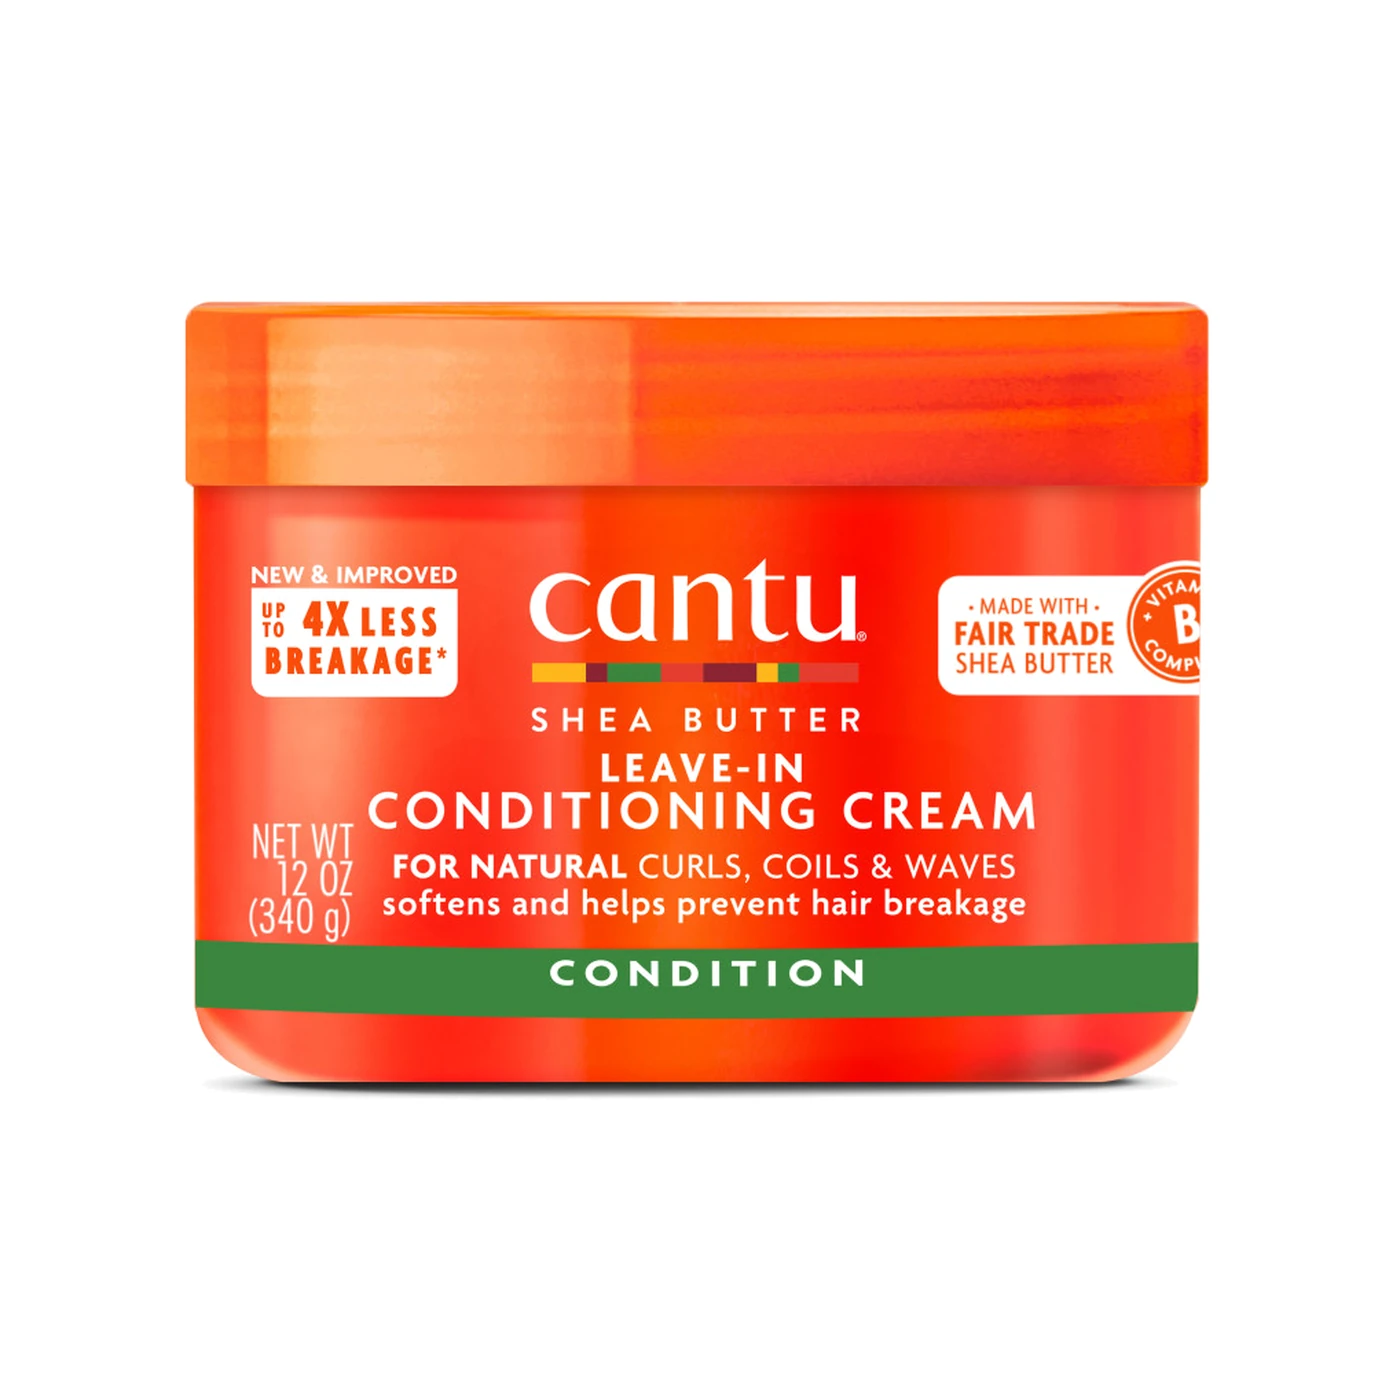 NEW & IMPROVED
UP TO 4X LESS
BREAKAGE*
cantu®
SHEA BUTTER
LEAVE-IN
CONDITIONING CREAM
FOR NATURAL CURLS, COILS & WAVES
softens and helps prevent hair breakage
NET WT
12 OZ
(340 g)
· MADE WITH ·
FAIR TRADE
SHEA BUTTER
B
CONDITION